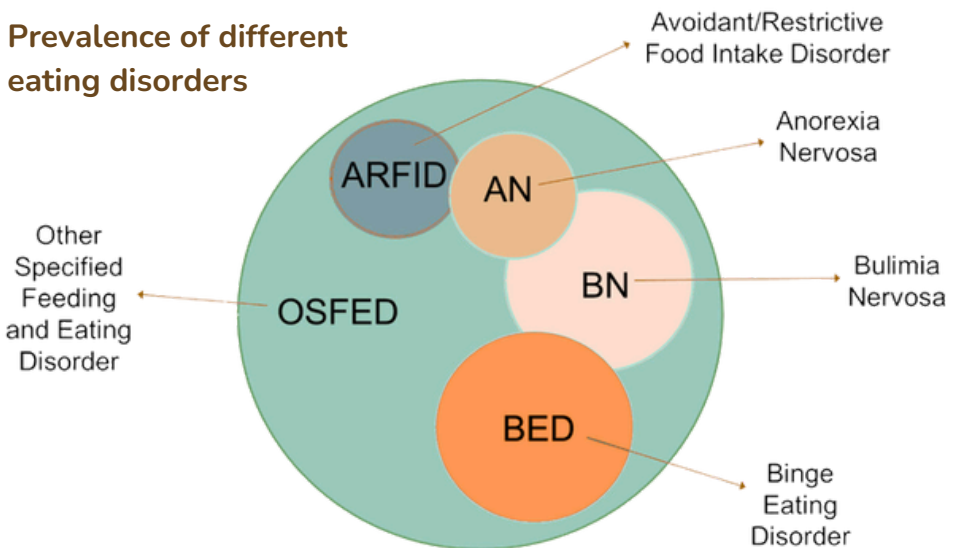 Prevalence of different
eating disorders
Avoidant/Restrictive
Food Intake Disorder
Anorexia
Nervosa
ARFID
AN
Other
Specified
Feeding
and Eating
Disorder
OSFED
BN
Bulimia
Nervosa
BED
Binge
Eating
Disorder